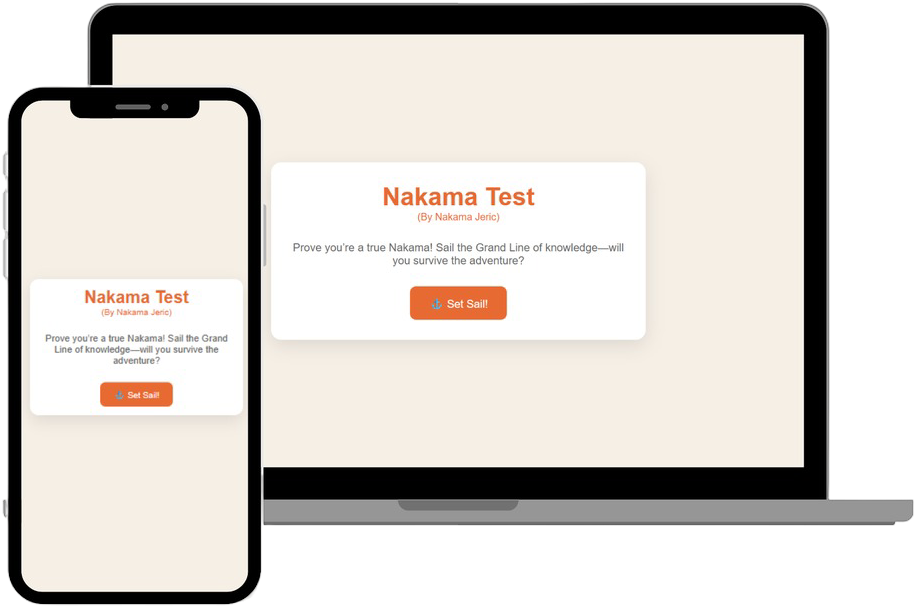 Nakama Test
(By Nakama Jeric)
Prove you're a true Nakama! Sail the Grand Line of knowledge—will
you survive the adventure?
⚓ Set Sail!
Nakama Test
(By Nakama Jeric)
Prove you're a true Nakama! Sail the Grand
Line of knowledge—will you survive the
adventure?
⚓ Set Sail!